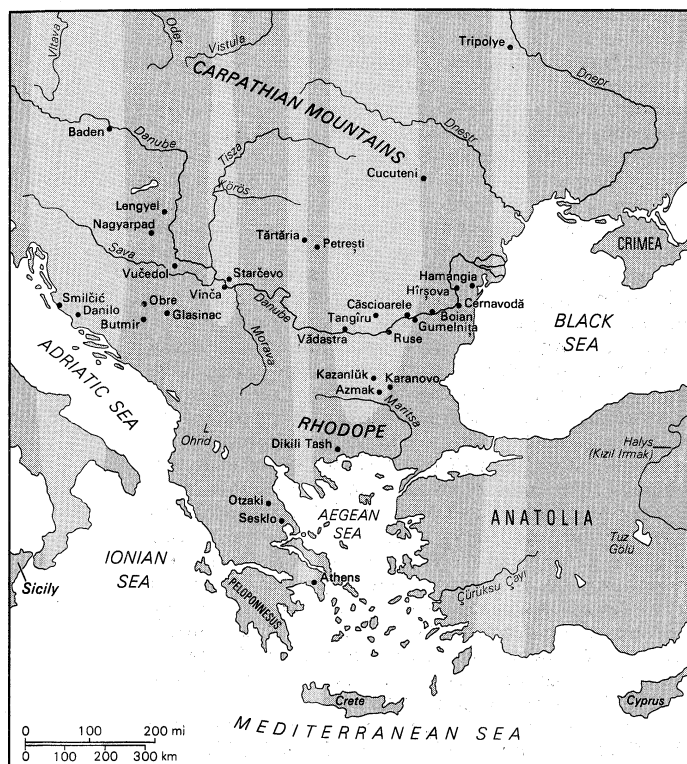 Vltava
Oder
Vistula
Tripolye
CARPATHIAN MOUNTAINS
Dnepr
Baden
Danube
Tisza
Dnestr
Körös
Cucuteni
Lengyel
Nagyarpad
Tărtăria
Petrești
CRIMEA
Sava
Vučedol
Starčevo
Hamangia
Hîrșova
Vinča
Smilčić
Danilo
Obre
Glasinac
Butmir
Danube
Căscioarele
Cernavodă
Tangîru
Boian
Gumelnița
Vădastra
Ruse
Morava
BLACK
SEA
ADRIATIC SEA
Kazanlŭk
Karanovo
Azmak
Maritsa
L
Ohrid
RHODOPE
Dikili Tash
Halys
(Kızıl Irmak)
Otzaki
Sesklo
AEGEAN
SEA
ANATOLIA
Tuz
Gölü
IONIAN
SEA
Sicily
Athens
Çürüksu Çayı
PELOPONNESUS
Crete
Cyprus
MEDITERRANEAN SEA
0 100 200 mi
0 100 200 300 km